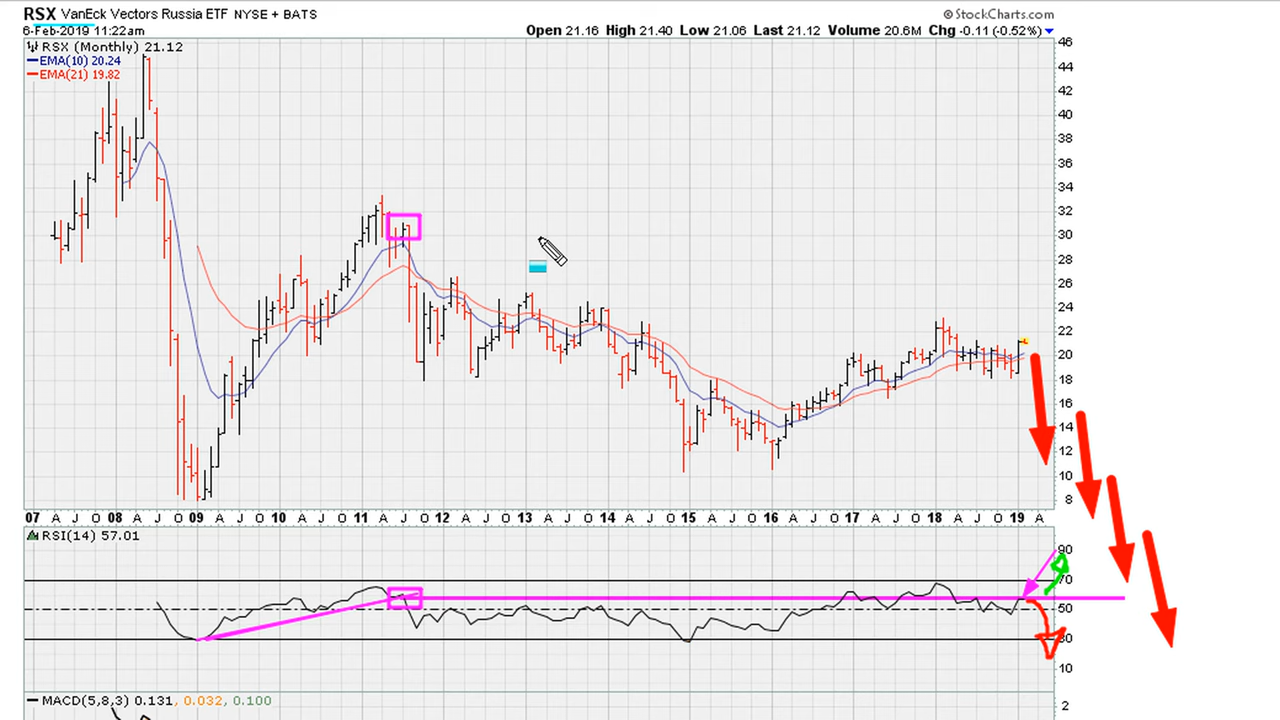 RSX VanEck Vectors Russia ETF NYSE + BATS
© StockCharts.com
6-Feb-2019 11:22am
Open 21.16 High 21.40 Low 21.06 Last 21.12 Volume 20.6M Chg -0.11 (-0.52%)
RSX (Monthly) 21.12
EMA(10) 20.24
EMA(21) 19.82
46
44
42
40
38
36
34
32
30
28
26
24
22
20
18
16
14
12
10
8
07 A J O 08 A J O 09 A J O 10 A J O 11 A J O 12 A J O 13 A J O 14 A J O 15 A J O 16 A J O 17 A J O 18 A J O 19 A
RSI(14) 57.01
90
70
50
30
10
MACD(5,8,3) 0.131, 0.032, 0.100
2